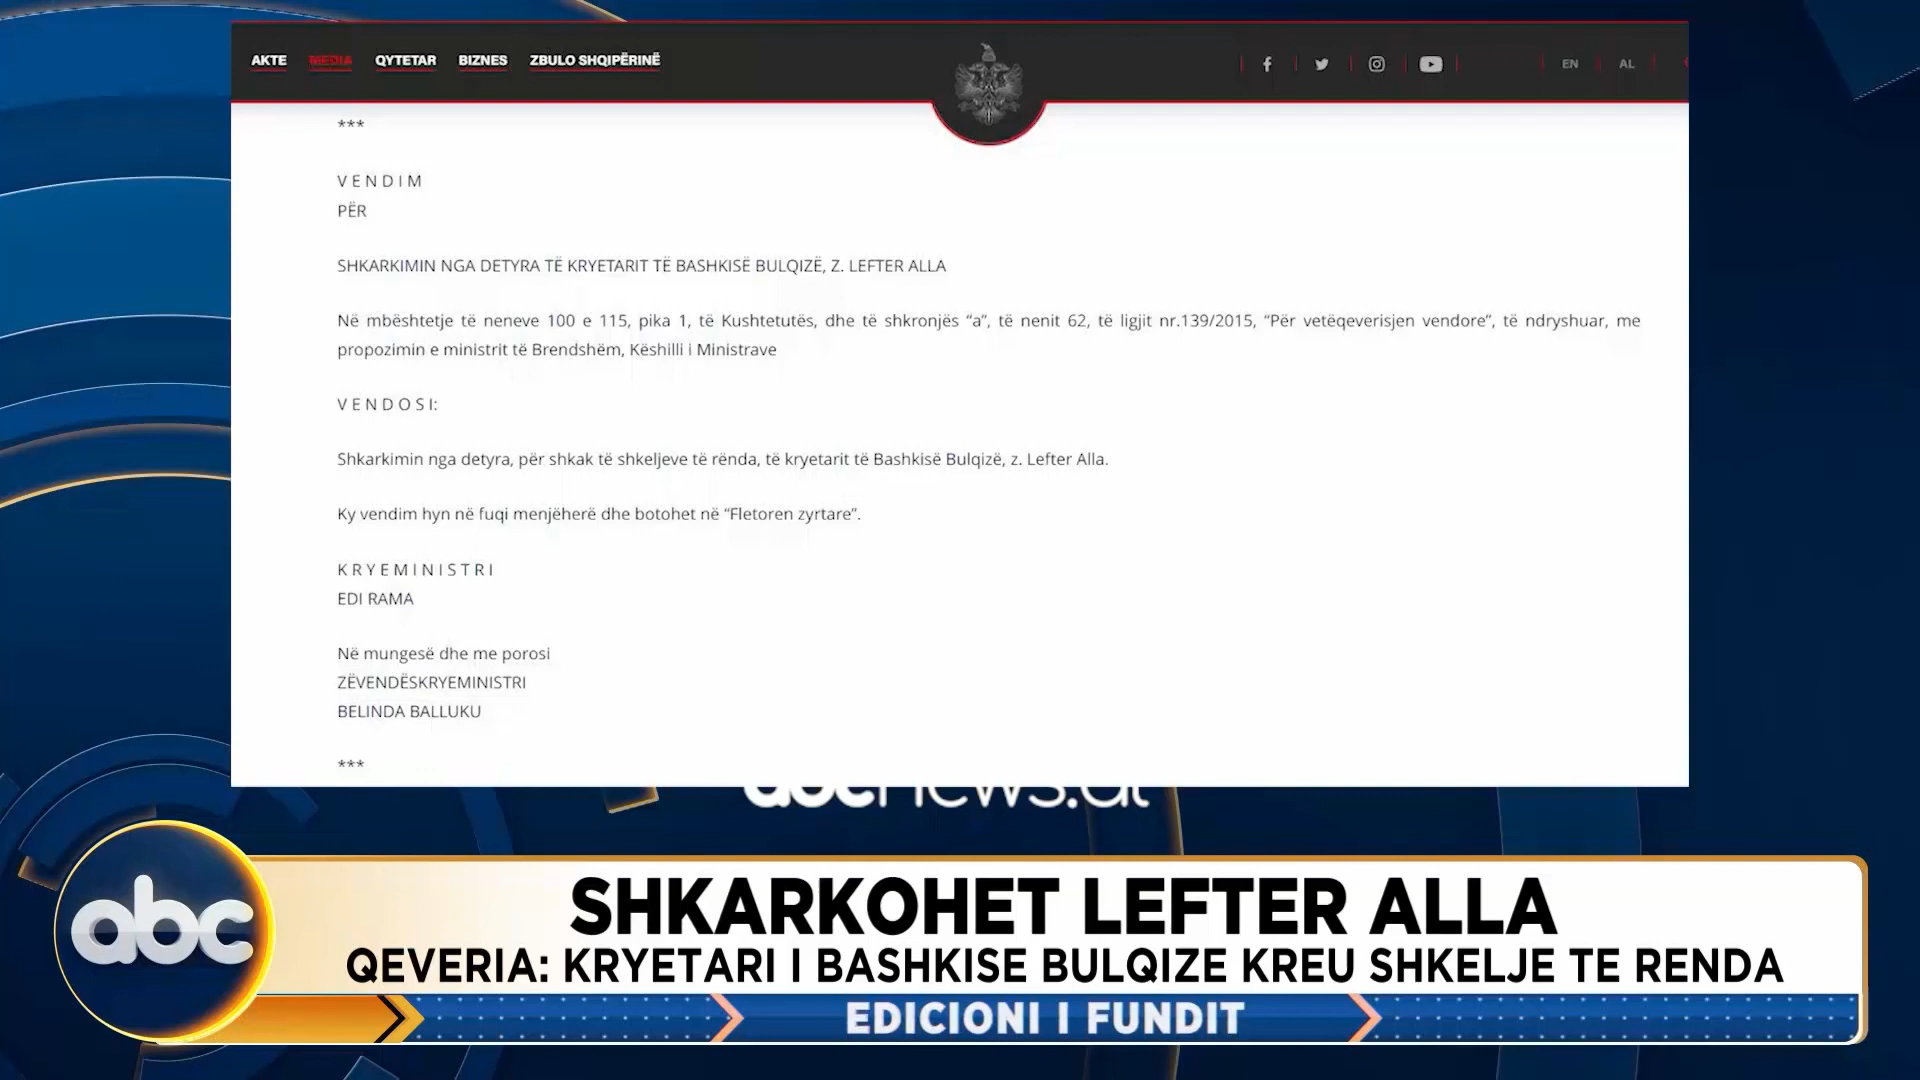 AKTE MEDIA QYTETAR BIZNES ZBULO SHQIPËRINË EN AL
***
V E N D I M
PËR
SHKARKIMIN NGA DETYRA TË KRYETARIT TË BASHKISË BULQIZË, Z. LEFTER ALLA
Në mbështetje të neneve 100 e 115, pika 1, të Kushtetutës, dhe të shkronjës “a”, të nenit 62, të ligjit nr.139/2015, “Për vetëqeverisjen vendore”, të ndryshuar, me
propozimin e ministrit të Brendshëm, Këshilli i Ministrave
V E N D O S I:
Shkarkimin nga detyra, për shkak të shkeljeve të rënda, të kryetarit të Bashkisë Bulqizë, z. Lefter Alla.
Ky vendim hyn në fuqi menjëherë dhe botohet në “Fletoren zyrtare”.
K R Y E M I N I S T R I
EDI RAMA
Në mungesë dhe me porosi
ZËVENDËSKRYEMINISTRI
BELINDA BALLUKU
***
abcnews.al
abc
SHKARKOHET LEFTER ALLA
QEVERIA: KRYETARI I BASHKISE BULQIZE KREU SHKELJE TE RENDA
EDICIONI I FUNDIT